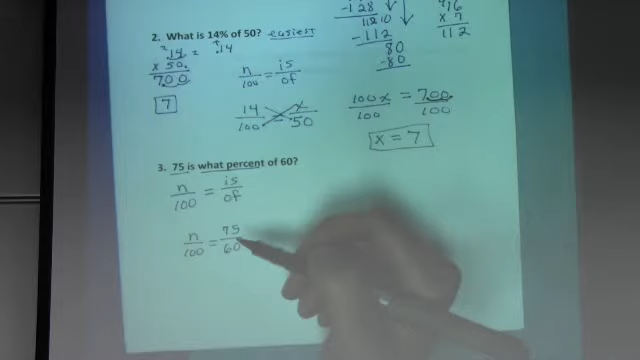 -128
1120
-112
80
-80
16
x 7
112
2. What is 14% of 50? easiest
.14 = .14
x 50
700
7
n/100 = is/of
14/100 = x/50
100x/100 = 700/100
x = 7
3. 75 is what percent of 60?
n/100 = is/of
n/100 = 75/60